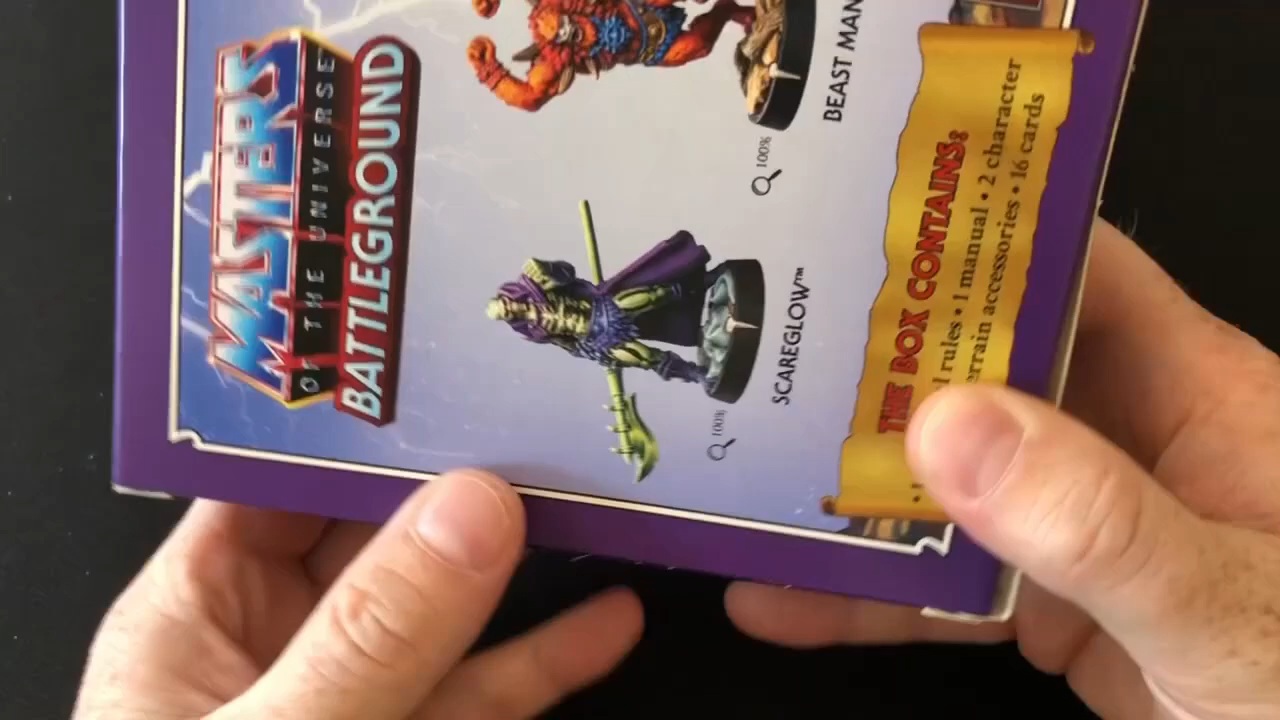 MASTERS
OF THE UNIVERSE
BATTLEGROUND
100%
BEAST MAN
100%
SCAREGLOW™
THE BOX CONTAINS:
rules • 1 manual • 2 character
accessories • 16 cards